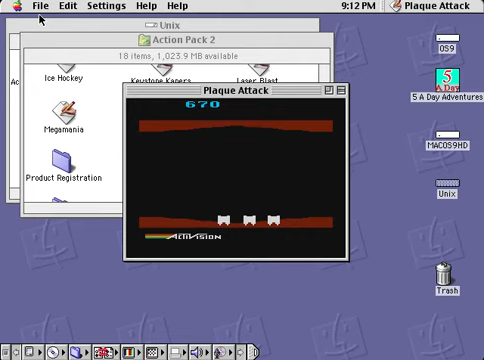 File Edit Settings Help Help 9:12 PM Plaque Attack
Unix
Action Pack 2
18 items, 1,023.9 MB available
Ice Hockey
Keystone Kapers
Laser Blast
Megamania
Product Registration
Plaque Attack
670
ACTIVISION
OS9
5
A Day
5 A Day Adventures
MACOS9HD
Unix
Trash